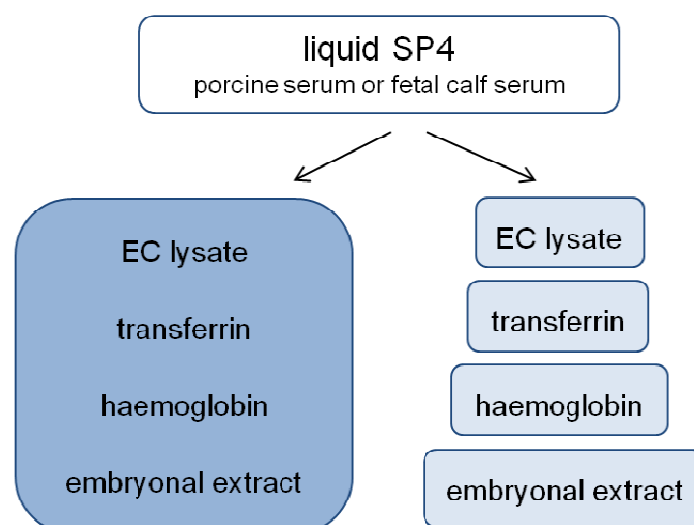 liquid SP4
porcine serum or fetal calf serum
EC lysate
transferrin
haemoglobin
embryonal extract
EC lysate
transferrin
haemoglobin
embryonal extract